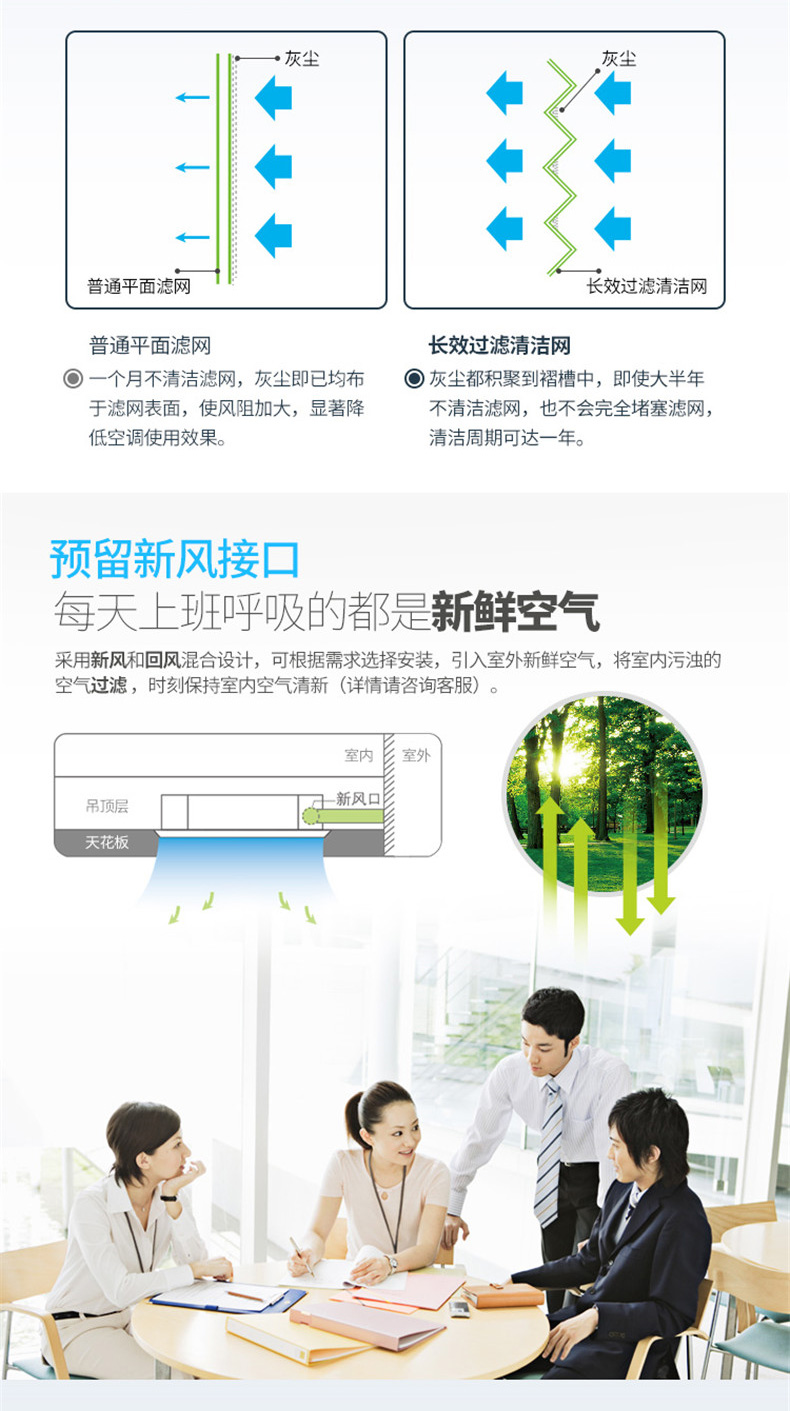 灰尘
普通平面滤网
灰尘
长效过滤清洁网
普通平面滤网
一个月不清洁滤网，灰尘即已均布
于滤网表面，使风阻加大，显著降
低空调使用效果。
长效过滤清洁网
灰尘都积聚到褶槽中，即使大半年
不清洁滤网，也不会完全堵塞滤网，
清洁周期可达一年。
预留新风接口
每天上班呼吸的都是新鲜空气
采用新风和回风混合设计，可根据需求选择安装，引入室外新鲜空气，将室内污浊的
空气过滤，时刻保持室内空气清新（详情请咨询客服）。
室内 室外
吊顶层 新风口
天花板